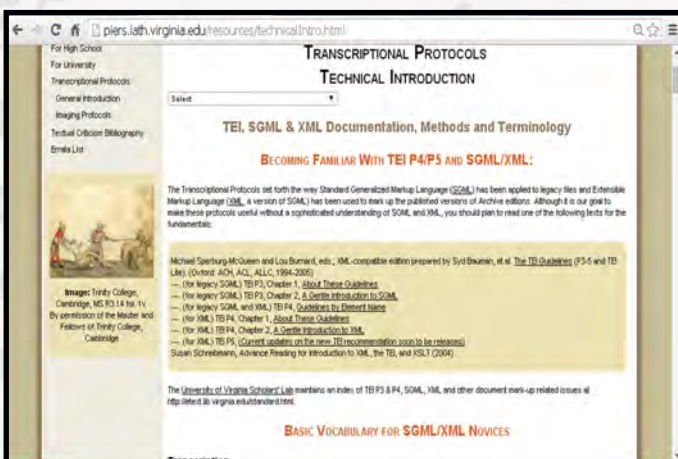 piers.iath.virginia.edu/resources/technicalIntro.html
For High School
For University
Transcriptional Protocols
General Introduction
Imaging Protocols
Textual Criticism Bibliography
Errata List
Image: Trinity College,
Cambridge, MS R3.14 fol. 1v
By permission of the Master and
Fellows of Trinity College,
Cambridge
TRANSCRIPTIONAL PROTOCOLS
TECHNICAL INTRODUCTION
Select
TEI, SGML & XML Documentation, Methods and Terminology
BECOMING FAMILIAR WITH TEI P4/P5 AND SGML/XML:
The Transcriptional Protocols set forth the way Standard Generalized Markup Language (SGML) has been applied to legacy files and Extensible
Markup Language (XML, a version of SGML) has been used to mark up the published versions of Archive editions. Although it is our goal to
make these protocols useful without a sophisticated understanding of SGML and XML, you should plan to read one of the following texts for the
fundamentals:
Michael Sperburg-McQueen and Lou Burnard, eds.; XML-compatible edition prepared by Syd Bauman, et al. The TEI Guidelines (P3-5 and TEI
Lite). (Oxford: ACH, ACL, ALLC, 1994-2005)
--- (for legacy SGML) TEI P3, Chapter 1, About These Guidelines
--- (for legacy SGML) TEI P3, Chapter 2, A Gentle Introduction to SGML
--- (for legacy SGML and XML) TEI P4, Guidelines by Element Name
--- (for XML) TEI P4, Chapter 1, About These Guidelines
--- (for XML) TEI P4, Chapter 2, A Gentle Introduction to XML
--- (for XML) TEI P5, (Current updates on the new TEI recommendation soon to be releases)
Susan Schreibmann, Advance Reading for Introduction to XML, the TEI, and XSLT (2004)
The University of Virginia Scholars' Lab maintains an index of TEI P3 & P4, SGML, XML and other document mark-up related issues at
http://etext.lib.virginia.edu/standard.html.
BASIC VOCABULARY FOR SGML/XML NOVICES